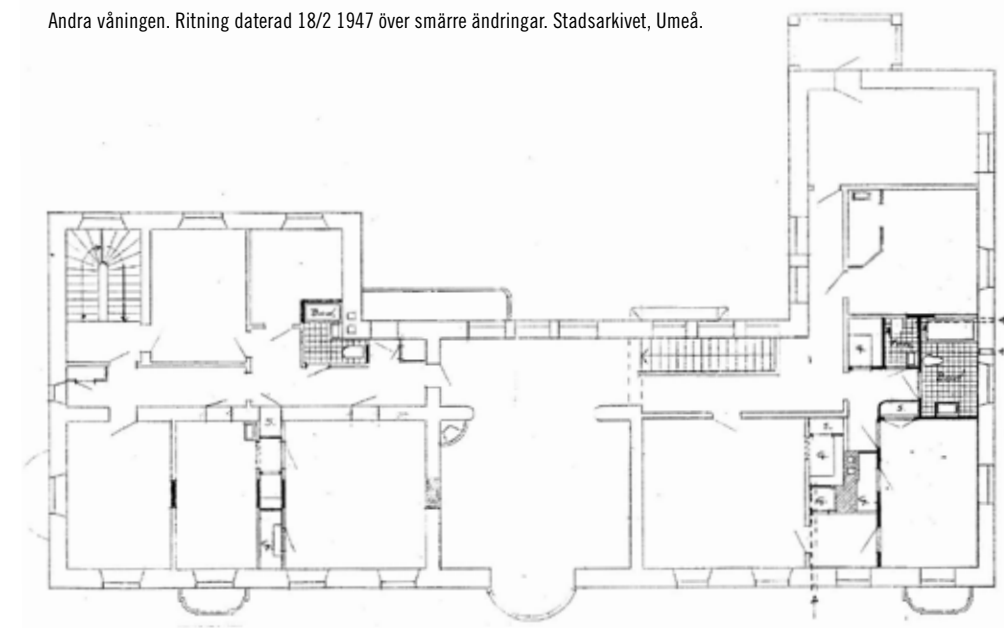 Andra våningen. Ritning daterad 18/2 1947 över smärre ändringar. Stadsarkivet, Umeå.
Bad.
Bad.
S.
S.
S.